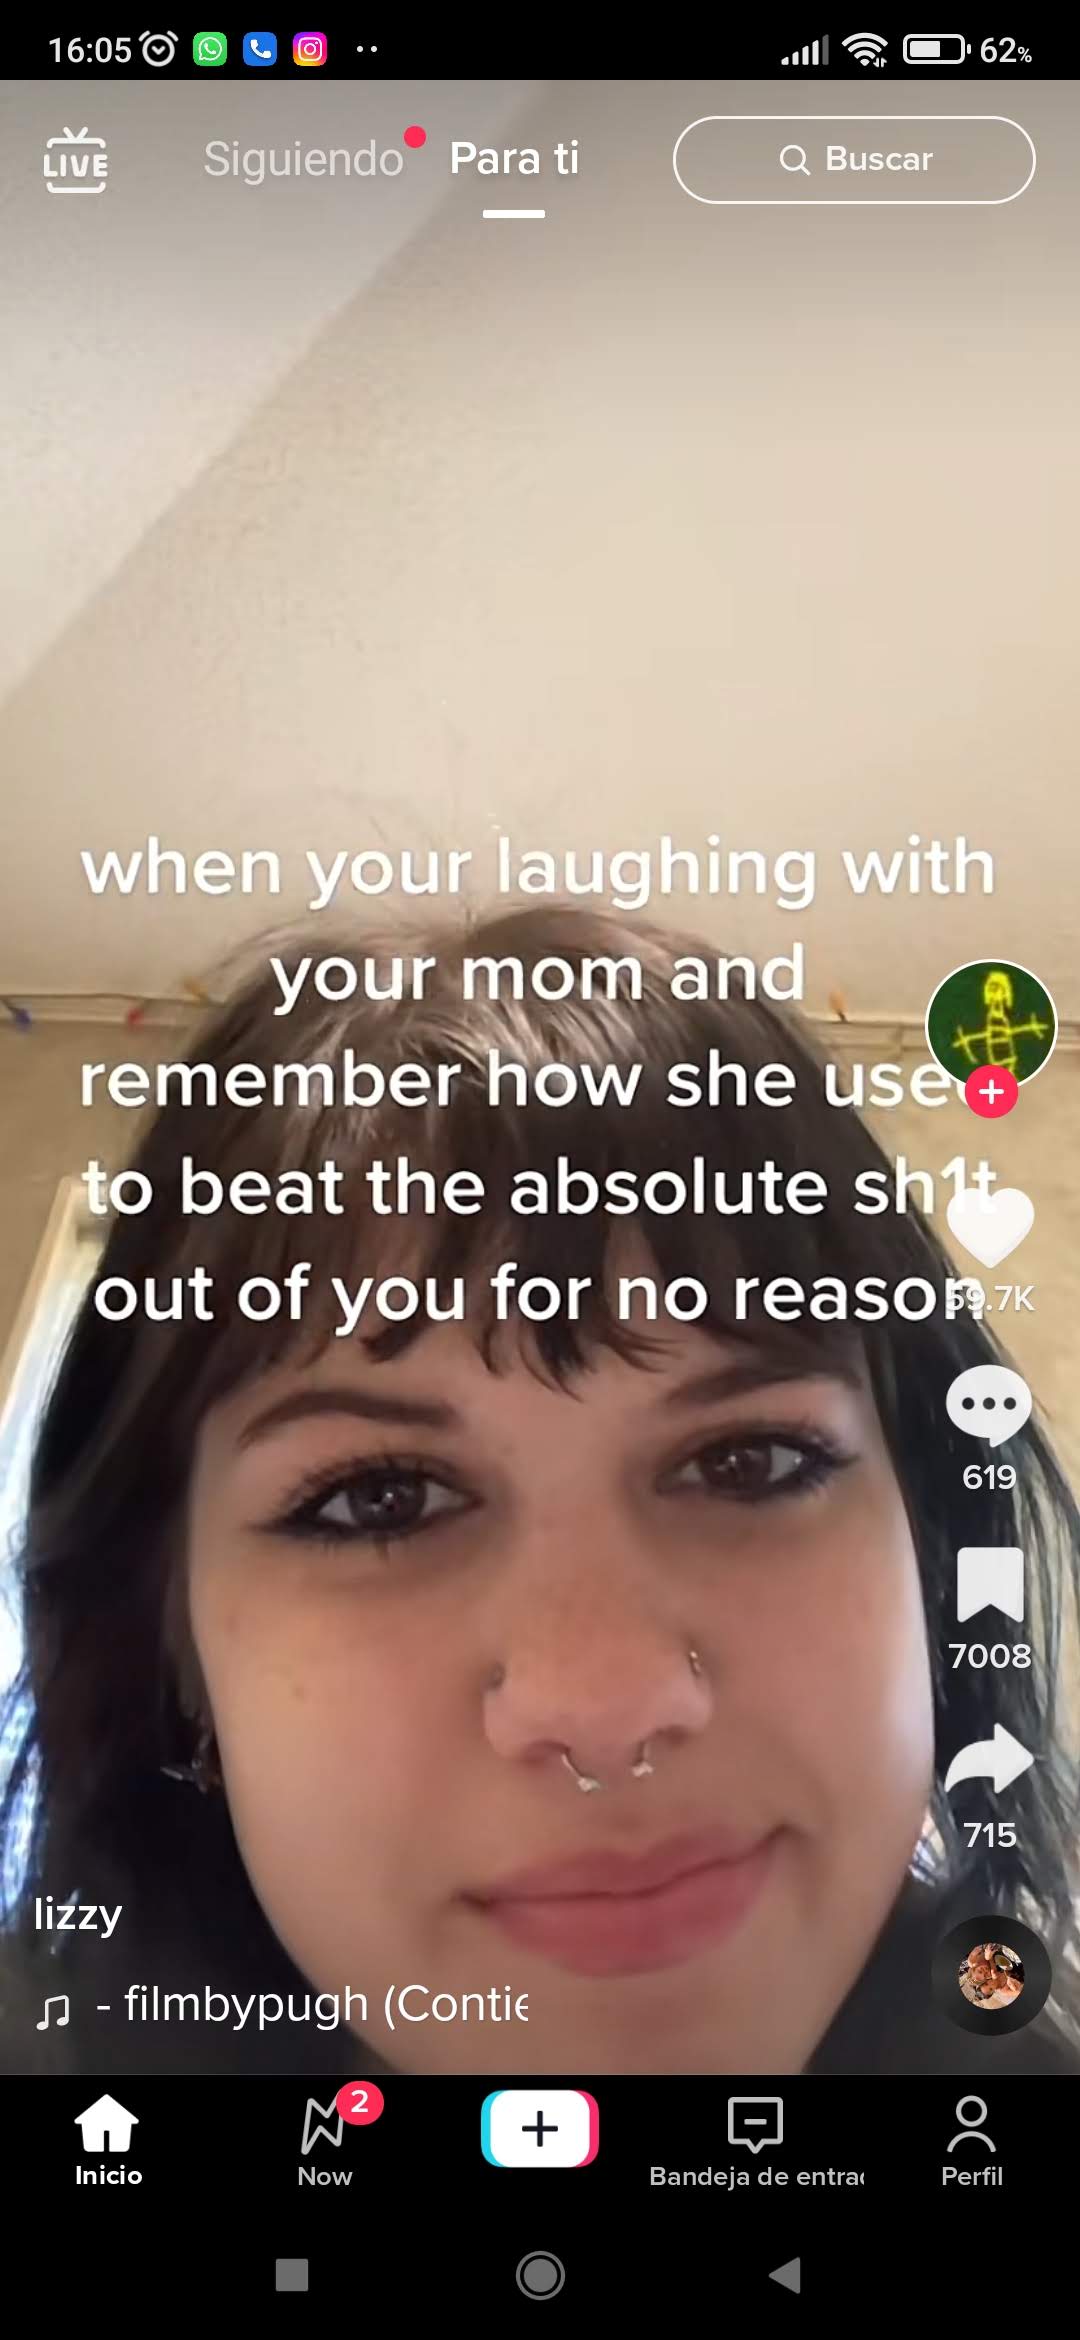 16:05 62%
LIVE Siguiendo Para ti Buscar
when your laughing with
your mom and
remember how she use
to beat the absolute sh1t
out of you for no reason
59.7K
619
7008
715
lizzy
- filmbypugh (Contie
2
Inicio Now Bandeja de entrad Perfil